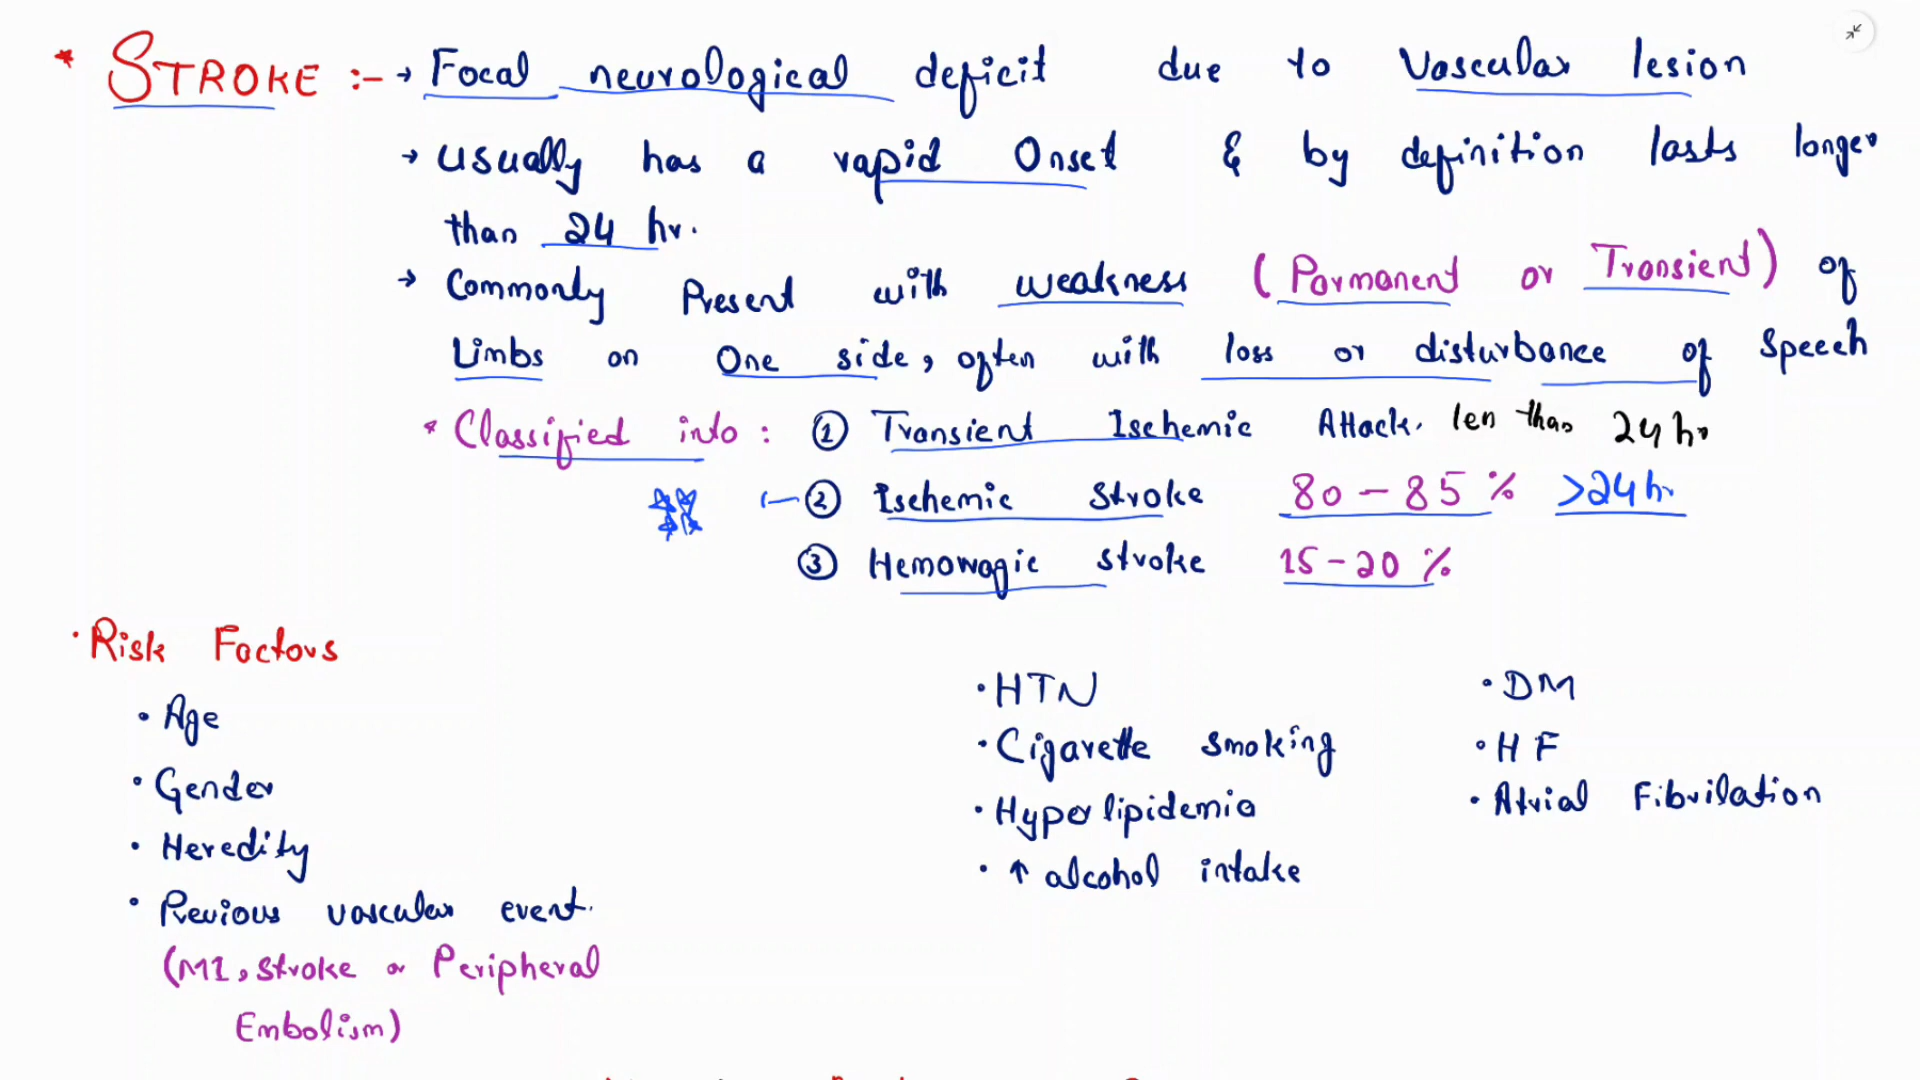 * STROKE :- → Focal neurological deficit due to Vascular lesion
→ usually has a rapid Onset & by definition lasts longer
than 24 hr.
→ Commonly Present with weakness (Parmanent or Transient) of
Limbs on One side, often with loss or disturbance of Speech
* Classified into : ① Transient Ischemic Attack. len than 24 hr
② Ischemic Stroke 80-85 % >24 hr
③ Hemorragic stroke 15-20 %
• Risk Factors
• Age
• Gender
• Heredity
• Previous vascular event.
(MI, stroke or Peripheral
Embolism)
• HTN
• Cigarette smoking
• Hyperlipidemia
• ↑ alcohol intake
• DM
• HF
• Atrial Fibrilation